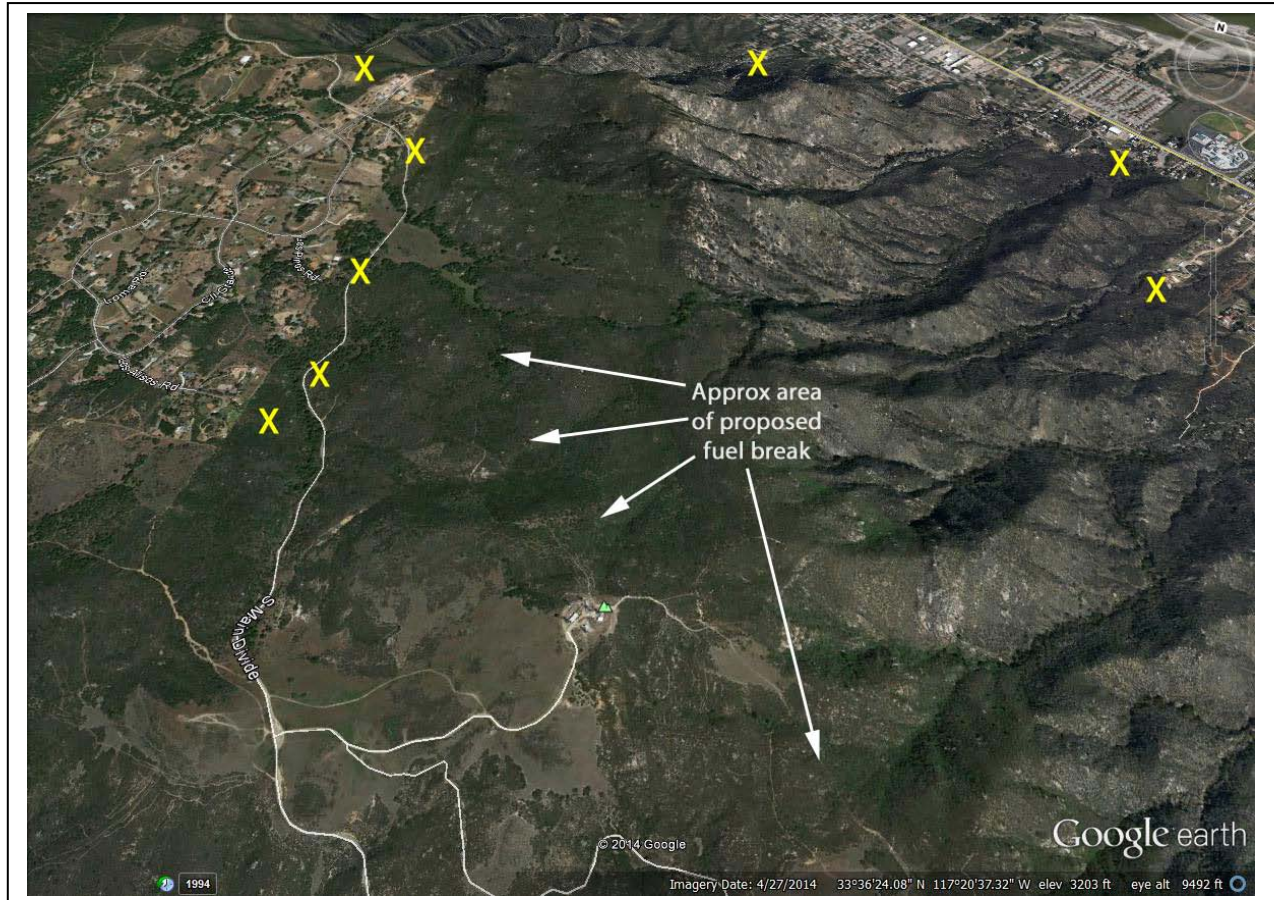 N
X
X
X
X
X
X
X
X
Approx area
of proposed
fuel break
S Main Divide
© 2014 Google
Google earth
1994
Imagery Date: 4/27/2014 33°36'24.08" N 117°20'37.32" W elev 3203 ft eye alt 9492 ft